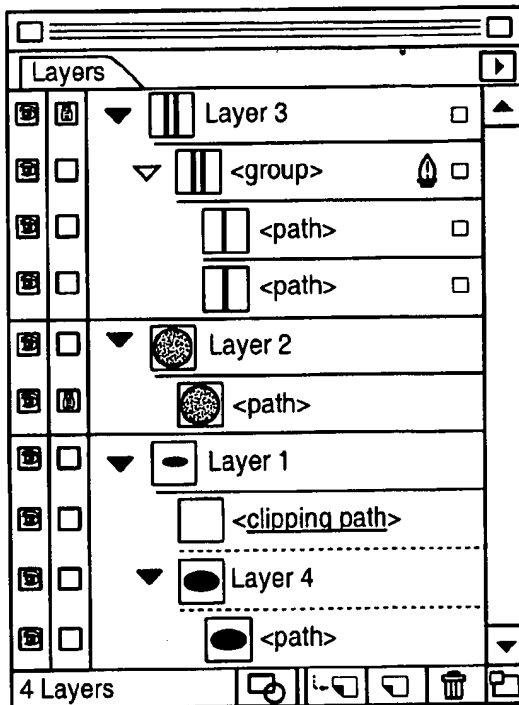 Layers
Layer 3
<group>
<path>
<path>
Layer 2
<path>
Layer 1
<clipping path>
Layer 4
<path>
4 Layers